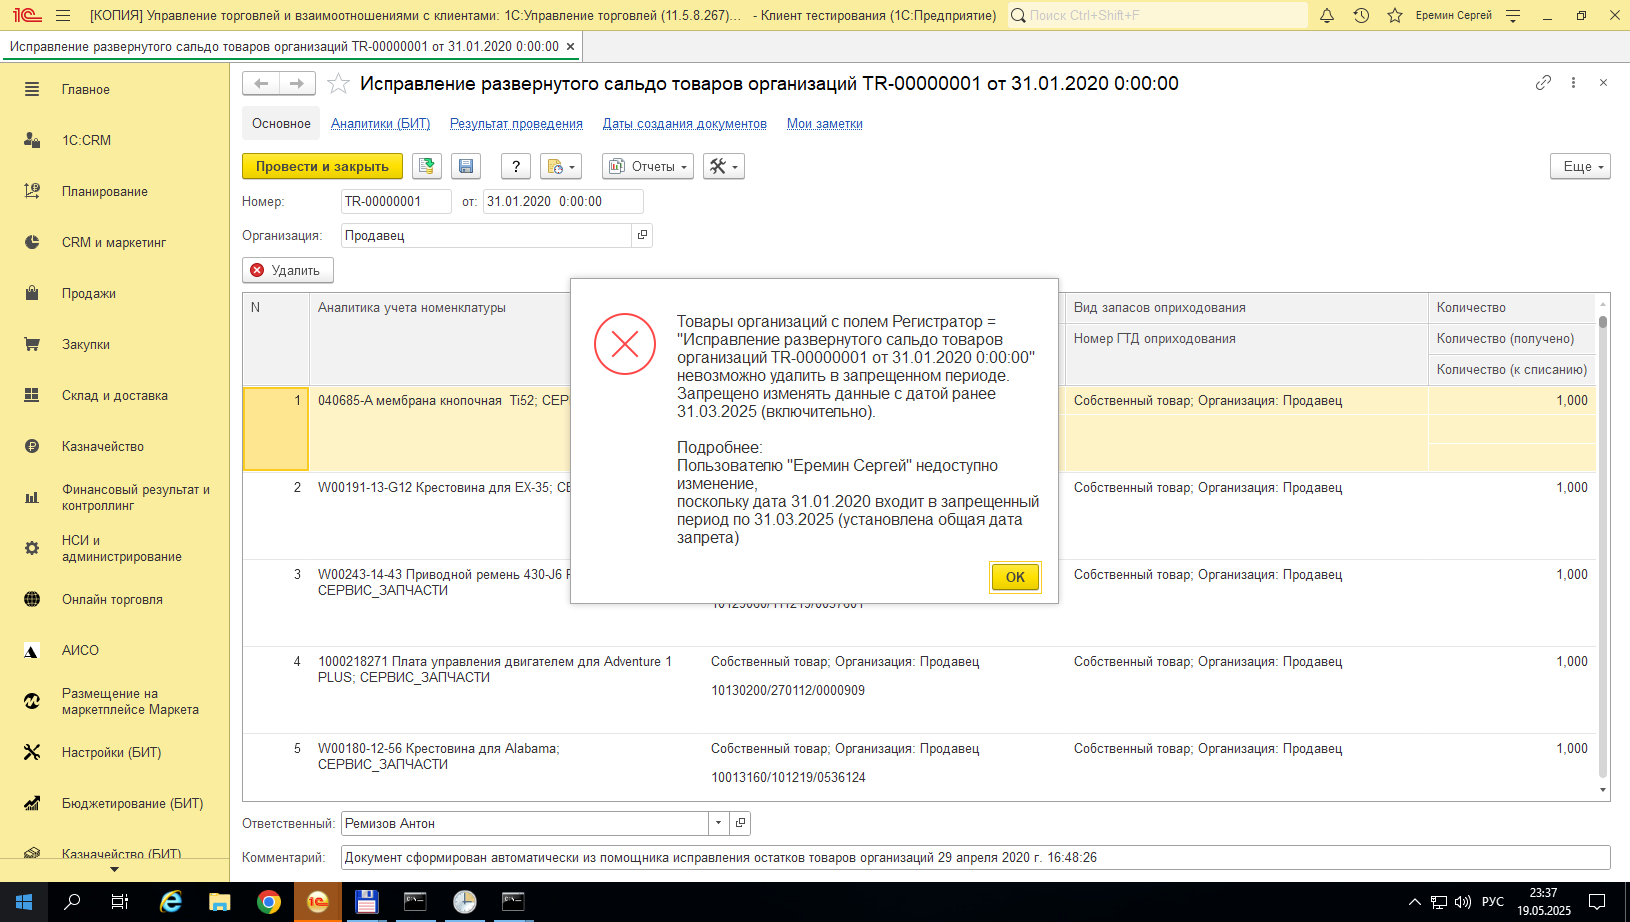 [КОПИЯ] Управление торговлей и взаимоотношениями с клиентами: 1С:Управление торговлей (11.5.8.267)... - Клиент тестирования (1С:Предприятие)
Поиск Ctrl+Shift+F
Еремин Сергей
Исправление развернутого сальдо товаров организаций TR-00000001 от 31.01.2020 0:00:00
Главное
1С:CRM
Планирование
CRM и маркетинг
Продажи
Закупки
Склад и доставка
Казначейство
Финансовый результат и
контроллинг
НСИ и
администрирование
Онлайн торговля
АИСО
Размещение на
маркетплейсе Маркета
Настройки (БИТ)
Бюджетирование (БИТ)
Казначейство (БИТ)
Исправление развернутого сальдо товаров организаций TR-00000001 от 31.01.2020 0:00:00
Основное Аналитики (БИТ) Результат проведения Даты создания документов Мои заметки
Провести и закрыть ? Отчеты Еще
Номер: TR-00000001 от: 31.01.2020 0:00:00
Организация: Продавец
Удалить
N Аналитика учета номенклатуры Вид запасов оприходования Количество
Номер ГТД оприходования Количество (получено)
Количество (к списанию)
1 040685-А мембрана кнопочная Ti52; СЕР Собственный товар; Организация: Продавец 1,000
2 W00191-13-G12 Крестовина для EX-35; СЕ Собственный товар; Организация: Продавец 1,000
3 W00243-14-43 Приводной ремень 430-J6 Собственный товар; Организация: Продавец 1,000
СЕРВИС_ЗАПЧАСТИ
4 1000218271 Плата управления двигателем для Adventure 1 Собственный товар; Организация: Продавец Собственный товар; Организация: Продавец 1,000
PLUS; СЕРВИС_ЗАПЧАСТИ
10130200/270112/0000909
5 W00180-12-56 Крестовина для Alabama; Собственный товар; Организация: Продавец Собственный товар; Организация: Продавец 1,000
СЕРВИС_ЗАПЧАСТИ
10013160/101219/0536124
Товары организаций с полем Регистратор =
"Исправление развернутого сальдо товаров
организаций TR-00000001 от 31.01.2020 0:00:00"
невозможно удалить в запрещенном периоде.
Запрещено изменять данные с датой ранее
31.03.2025 (включительно).
Подробнее:
Пользователю "Еремин Сергей" недоступно
изменение,
поскольку дата 31.01.2020 входит в запрещенный
период по 31.03.2025 (установлена общая дата
запрета)
OK
Ответственный: Ремизов Антон
Комментарий: Документ сформирован автоматически из помощника исправления остатков товаров организаций 29 апреля 2020 г. 16:48:26
РУС
23:37
19.05.2025